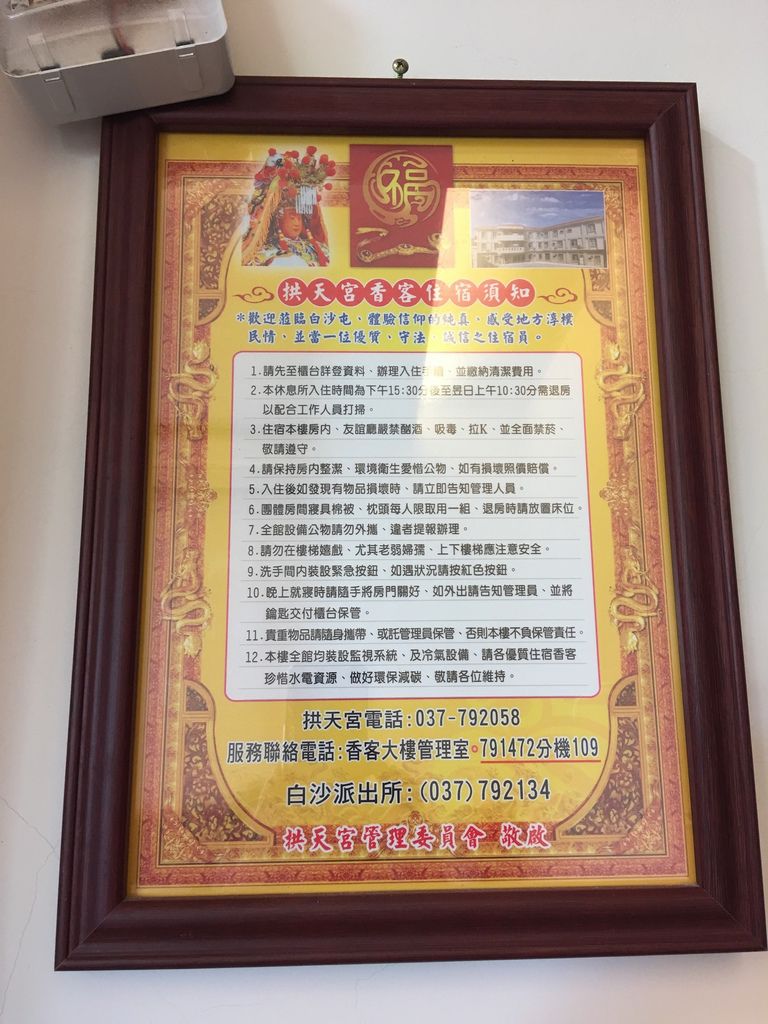 福
拱天宮香客住宿須知
*歡迎蒞臨白沙屯、體驗信仰的純真、感受地方淳樸
民情、並當一位優質、守法、誠信之住宿員。
1.請先至櫃台詳登資料、辦理入住手續、並繳納清潔費用。
2.本休息所入住時間為下午15:30分後至翌日上午10:30分需退房
以配合工作人員打掃。
3.住宿本樓房內、友誼廳嚴禁酗酒、吸毒、拉K、並全面禁菸、
敬請遵守。
4.請保持房內整潔、環境衛生愛惜公物、如有損壞照價賠償。
5.入住後如發現有物品損壞時、請立即告知管理人員。
6.團體房間寢具棉被、枕頭每人限取用一組、退房時請放置床位。
7.全館設備公物請勿外攜、違者提報辦理。
8.請勿在樓梯嬉戲、尤其老弱婦孺、上下樓梯應注意安全。
9.洗手間內裝設緊急按鈕、如遇狀況請按紅色按鈕。
10.晚上就寢時請隨手將房門關好、如外出請告知管理員、並將
鑰匙交付櫃台保管。
11.貴重物品請隨身攜帶、或託管理員保管、否則本樓不負保管責任。
12.本樓全館均裝設監視系統、及冷氣設備、請各優質住宿香客
珍惜水電資源、做好環保減碳、敬請各位維持。
拱天宮電話:037-792058
服務聯絡電話:香客大樓管理室•791472分機109
白沙派出所:(037)792134
拱天宮管理委員會 敬啟